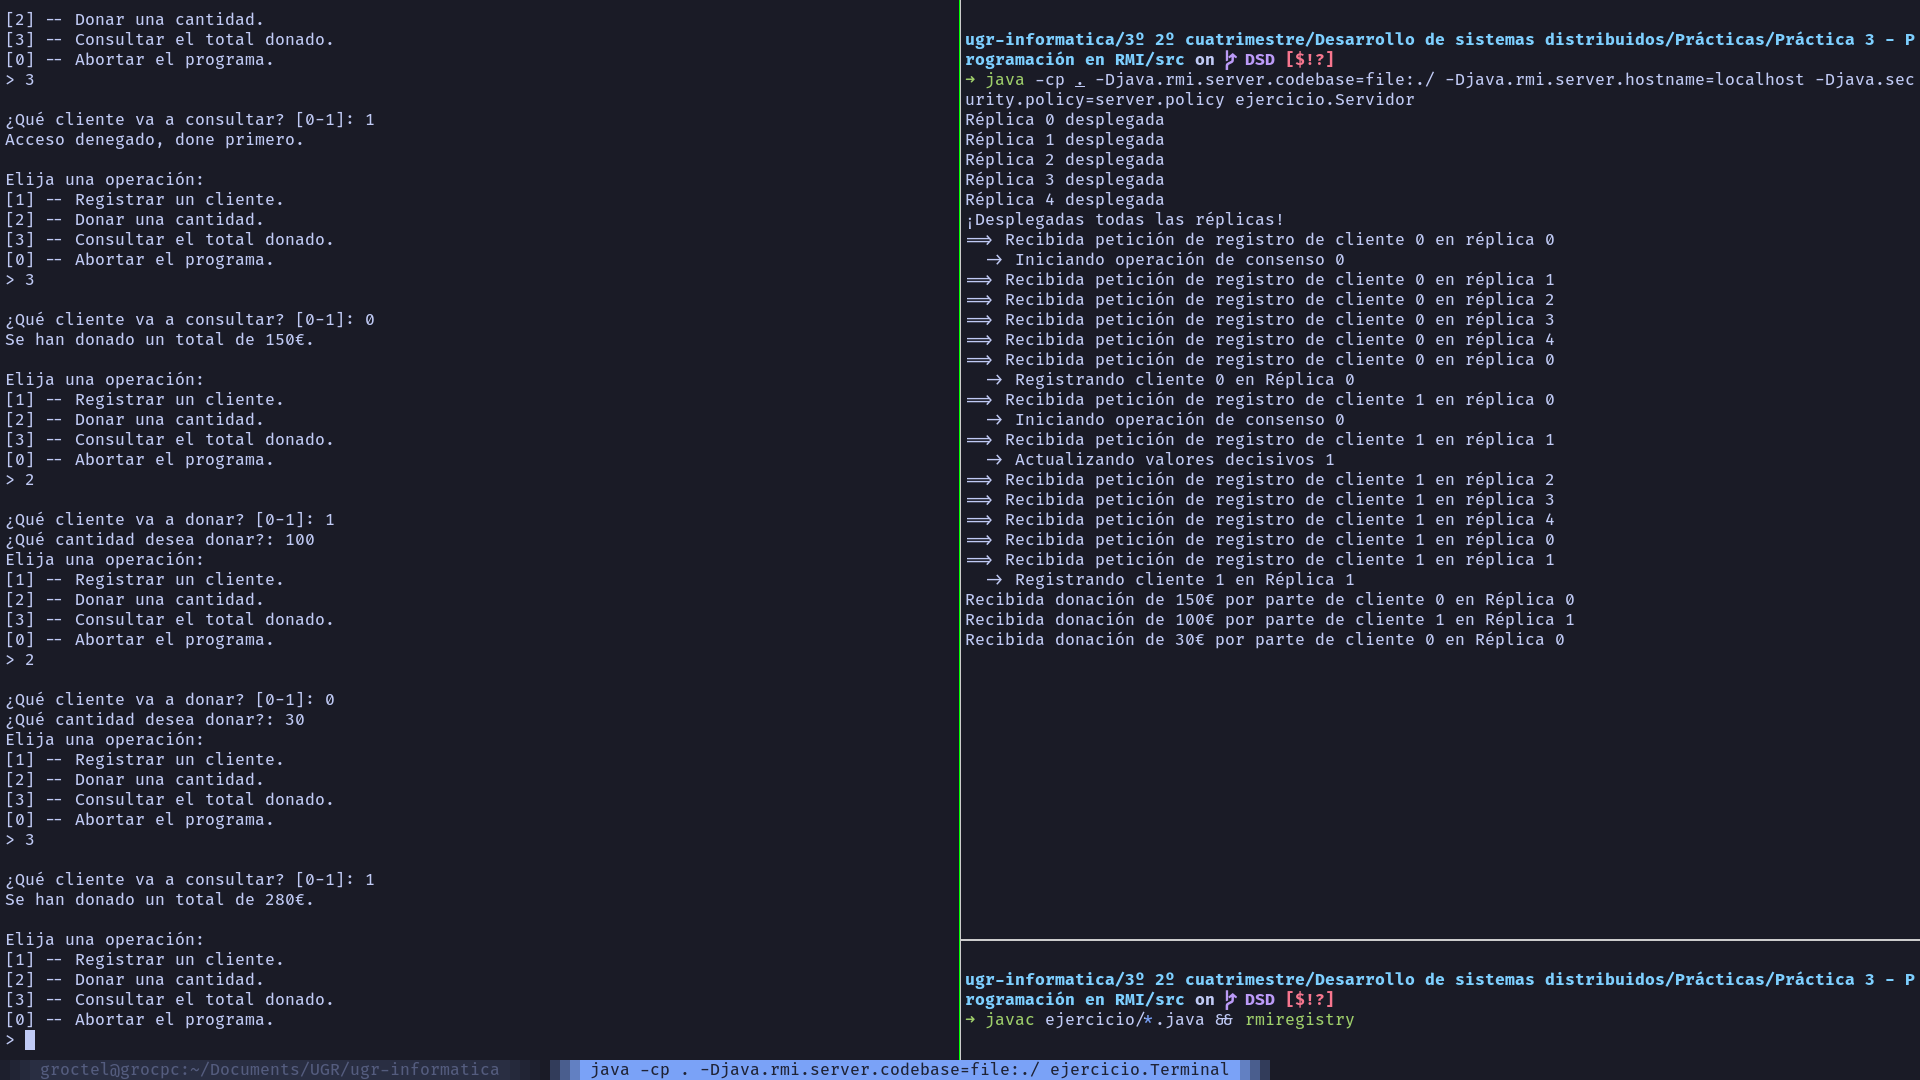 [2] -- Donar una cantidad.
[3] -- Consultar el total donado.
[0] -- Abortar el programa.
> 3
¿Qué cliente va a consultar? [0-1]: 1
Acceso denegado, done primero.
Elija una operación:
[1] -- Registrar un cliente.
[2] -- Donar una cantidad.
[3] -- Consultar el total donado.
[0] -- Abortar el programa.
> 3
¿Qué cliente va a consultar? [0-1]: 0
Se han donado un total de 150€.
Elija una operación:
[1] -- Registrar un cliente.
[2] -- Donar una cantidad.
[3] -- Consultar el total donado.
[0] -- Abortar el programa.
> 2
¿Qué cliente va a donar? [0-1]: 1
¿Qué cantidad desea donar?: 100
Elija una operación:
[1] -- Registrar un cliente.
[2] -- Donar una cantidad.
[3] -- Consultar el total donado.
[0] -- Abortar el programa.
> 2
¿Qué cliente va a donar? [0-1]: 0
¿Qué cantidad desea donar?: 30
Elija una operación:
[1] -- Registrar un cliente.
[2] -- Donar una cantidad.
[3] -- Consultar el total donado.
[0] -- Abortar el programa.
> 3
¿Qué cliente va a consultar? [0-1]: 1
Se han donado un total de 280€.
Elija una operación:
[1] -- Registrar un cliente.
[2] -- Donar una cantidad.
[3] -- Consultar el total donado.
[0] -- Abortar el programa.
>
ugr-informatica/3º 2º cuatrimestre/Desarrollo de sistemas distribuidos/Prácticas/Práctica 3 - P
rogramación en RMI/src on DSD [$!?]
➜ java -cp . -Djava.rmi.server.codebase=file:./ -Djava.rmi.server.hostname=localhost -Djava.sec
urity.policy=server.policy ejercicio.Servidor
Réplica 0 desplegada
Réplica 1 desplegada
Réplica 2 desplegada
Réplica 3 desplegada
Réplica 4 desplegada
¡Desplegadas todas las réplicas!
==> Recibida petición de registro de cliente 0 en réplica 0
-> Iniciando operación de consenso 0
==> Recibida petición de registro de cliente 0 en réplica 1
==> Recibida petición de registro de cliente 0 en réplica 2
==> Recibida petición de registro de cliente 0 en réplica 3
==> Recibida petición de registro de cliente 0 en réplica 4
==> Recibida petición de registro de cliente 0 en réplica 0
-> Registrando cliente 0 en Réplica 0
==> Recibida petición de registro de cliente 1 en réplica 0
-> Iniciando operación de consenso 0
==> Recibida petición de registro de cliente 1 en réplica 1
-> Actualizando valores decisivos 1
==> Recibida petición de registro de cliente 1 en réplica 2
==> Recibida petición de registro de cliente 1 en réplica 3
==> Recibida petición de registro de cliente 1 en réplica 4
==> Recibida petición de registro de cliente 1 en réplica 0
==> Recibida petición de registro de cliente 1 en réplica 1
-> Registrando cliente 1 en Réplica 1
Recibida donación de 150€ por parte de cliente 0 en Réplica 0
Recibida donación de 100€ por parte de cliente 1 en Réplica 1
Recibida donación de 30€ por parte de cliente 0 en Réplica 0
ugr-informatica/3º 2º cuatrimestre/Desarrollo de sistemas distribuidos/Prácticas/Práctica 3 - P
rogramación en RMI/src on DSD [$!?]
➜ javac ejercicio/*.java && rmiregistry
groctel@grocpc:~/Documents/UGR/ugr-informatica
java -cp . -Djava.rmi.server.codebase=file:./ ejercicio.Terminal